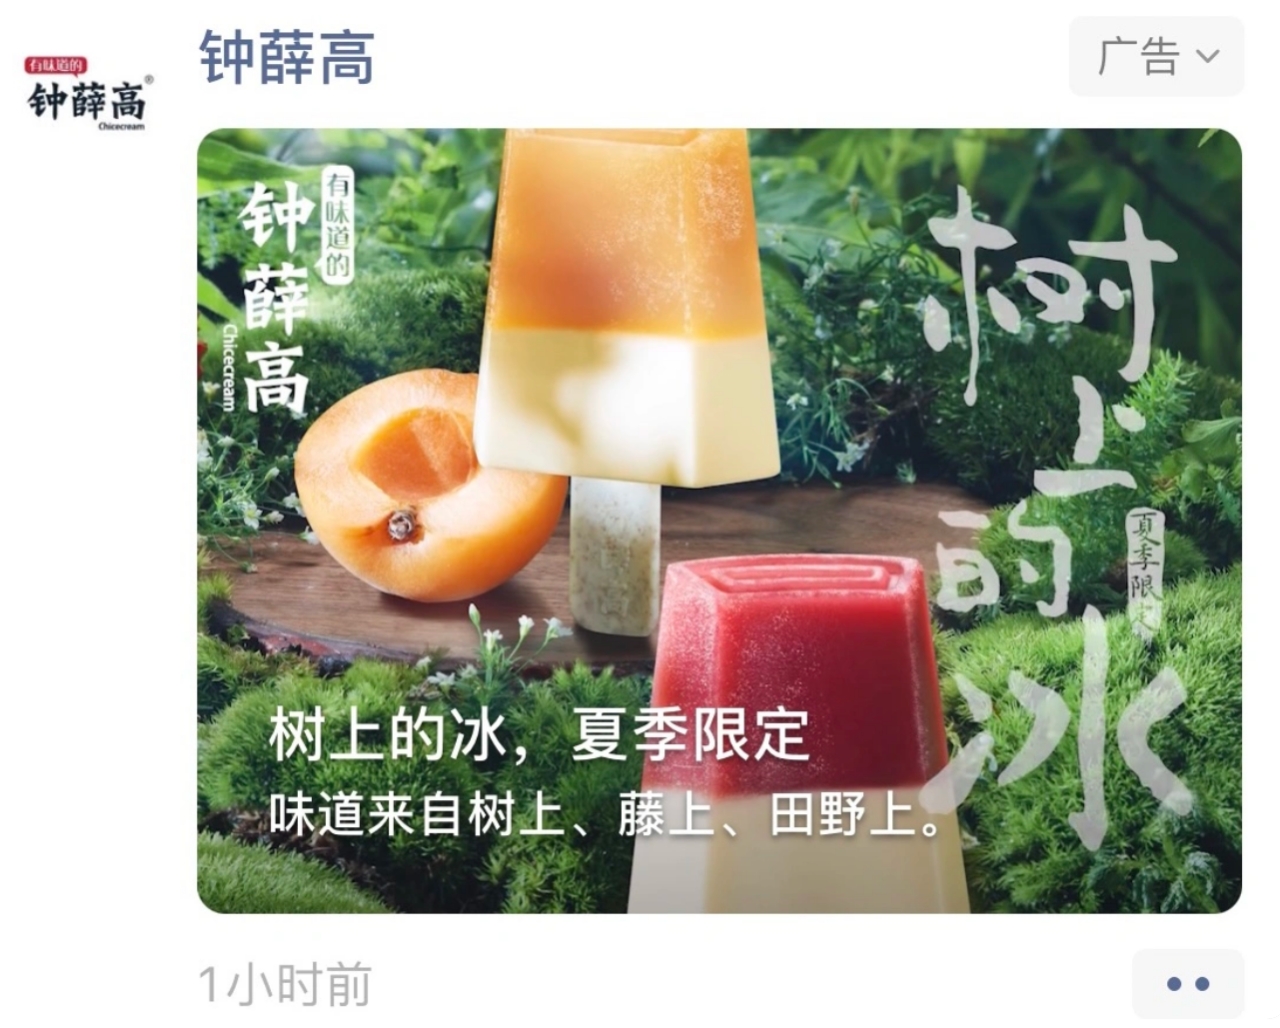 钟薛高
广告
有味道的
钟薛高®
Chicecream
有味道的
钟薛高
Chicecream
树上的冰
夏季限定
树上的冰，夏季限定
味道来自树上、藤上、田野上。
1小时前